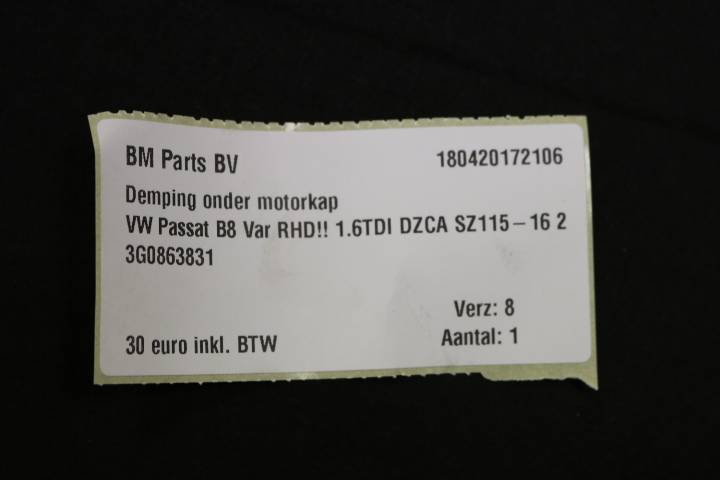 BM Parts BV 180420172106
Demping onder motorkap
VW Passat B8 Var RHD!! 1.6TDI DZCA SZ115-16 2
3G0863831
Verz: 8
30 euro inkl. BTW Aantal: 1